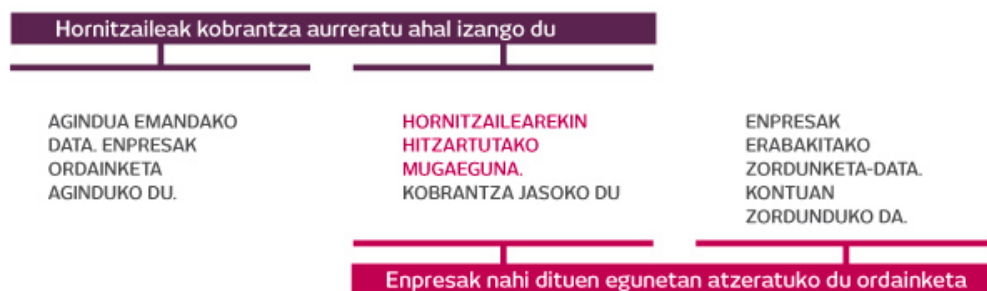 Hornitzaileak kobrantza aurreratu ahal izango du
AGINDUA EMANDAKO
DATA. ENPRESAK
ORDAINKETA
AGINDUKO DU.
HORNITZAILEAREKIN
HITZARTUTAKO
MUGAEGUNA.
KOBRANTZA JASOKO DU
ENPRESAK
ERABAKITAKO
ZORDUNKETA-DATA.
KONTUAN
ZORDUNDUKO DA.
Enpresak nahi dituen egunetan atzeratuko du ordainketa